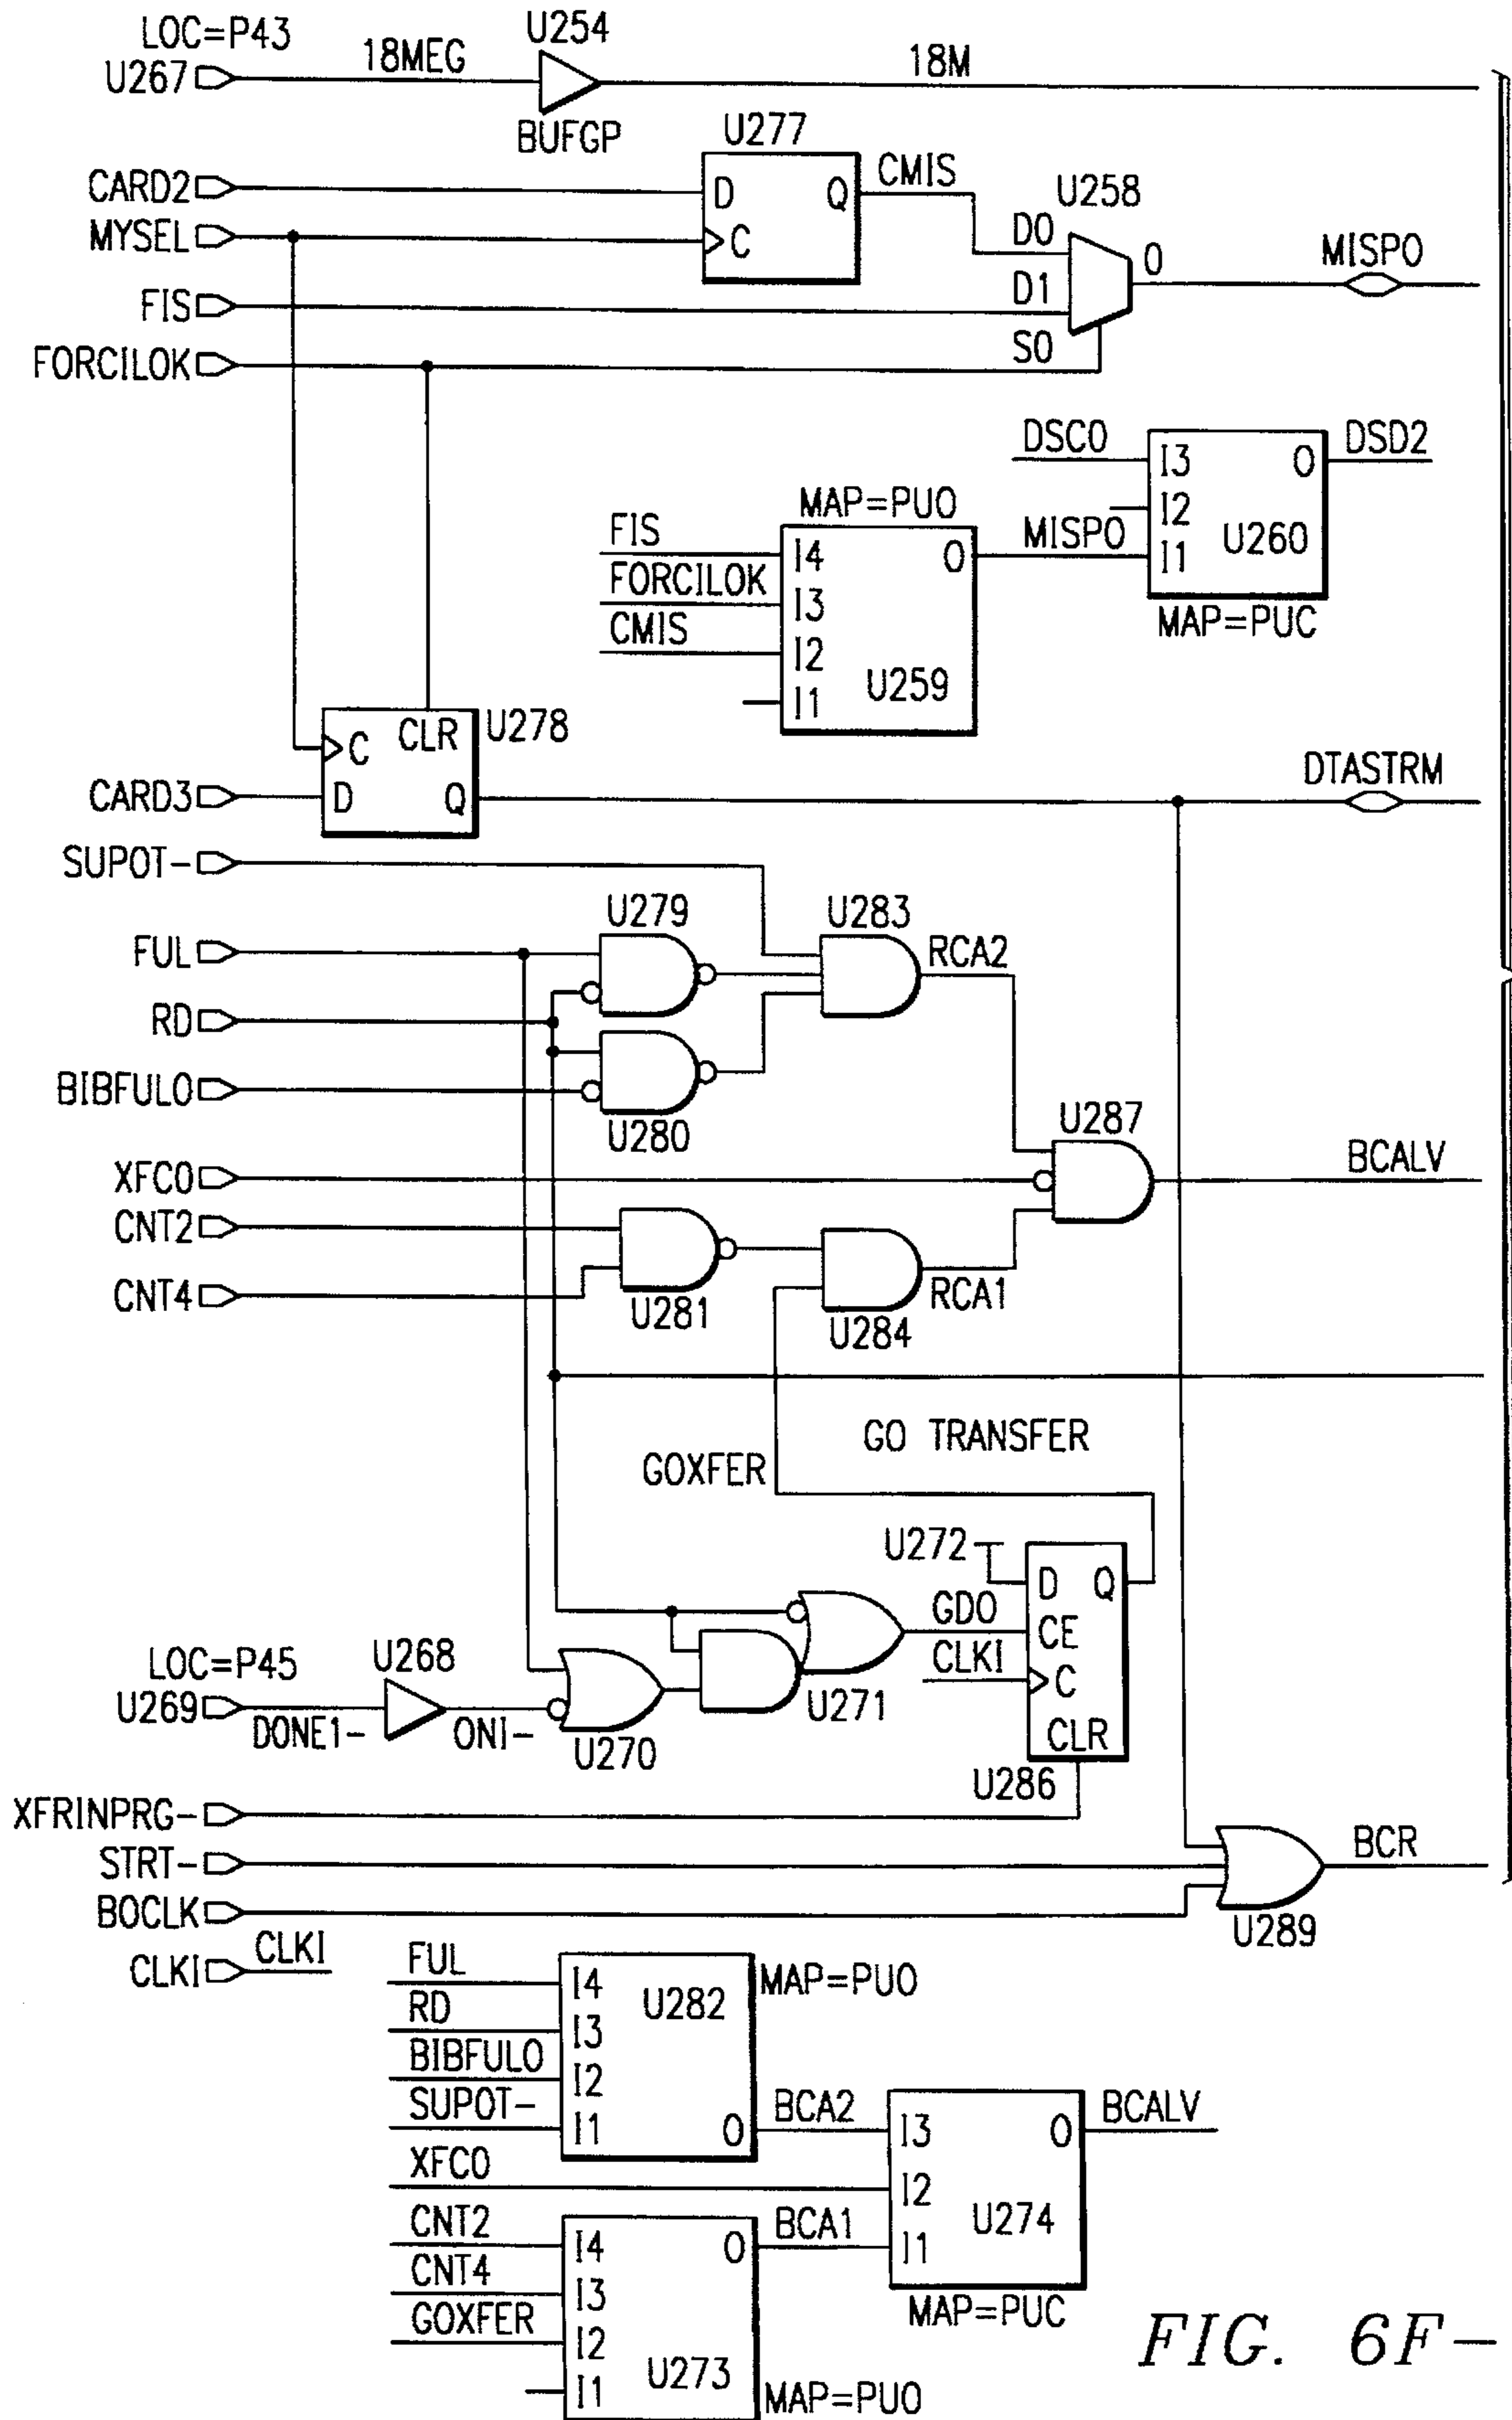 LOC=P43
U267
18MEG
U254
BUFGP
18M
U277
CARD2
D
Q
CMIS
U258
MYSEL
C
D0
O
MISPO
FIS
D1
FORCILOK
S0
DSC0
I3
O
DSD2
I2
U260
I1
MAP=PUC
MAP=PUO
FIS
I4
O
MISPO
FORCILOK
I3
CMIS
I2
U259
I1
C
CLR
U278
CARD3
D
Q
DTASTRM
SUPOT-
U279
U283
FUL
RCA2
RD
BIBFULO
U280
U287
XFC0
BCALV
CNT2
CNT4
U281
U284
RCA1
GO TRANSFER
GOXFER
U272
D
Q
GDO
CE
CLKI
C
CLR
U286
LOC=P45
U269
DONE1-
U268
ONI-
U270
U271
XFRINPRG-
STRT-
BCR
BOCLK
U289
CLKI
CLKI
FUL
I4
U282
MAP=PUO
RD
I3
BIBFULO
I2
SUPOT-
I1
O
BCA2
I3
O
BCALV
XFC0
I2
U274
CNT2
I4
O
BCA1
I1
CNT4
I3
MAP=PUC
GOXFER
I2
U273
I1
MAP=PUO
FIG. 6F-